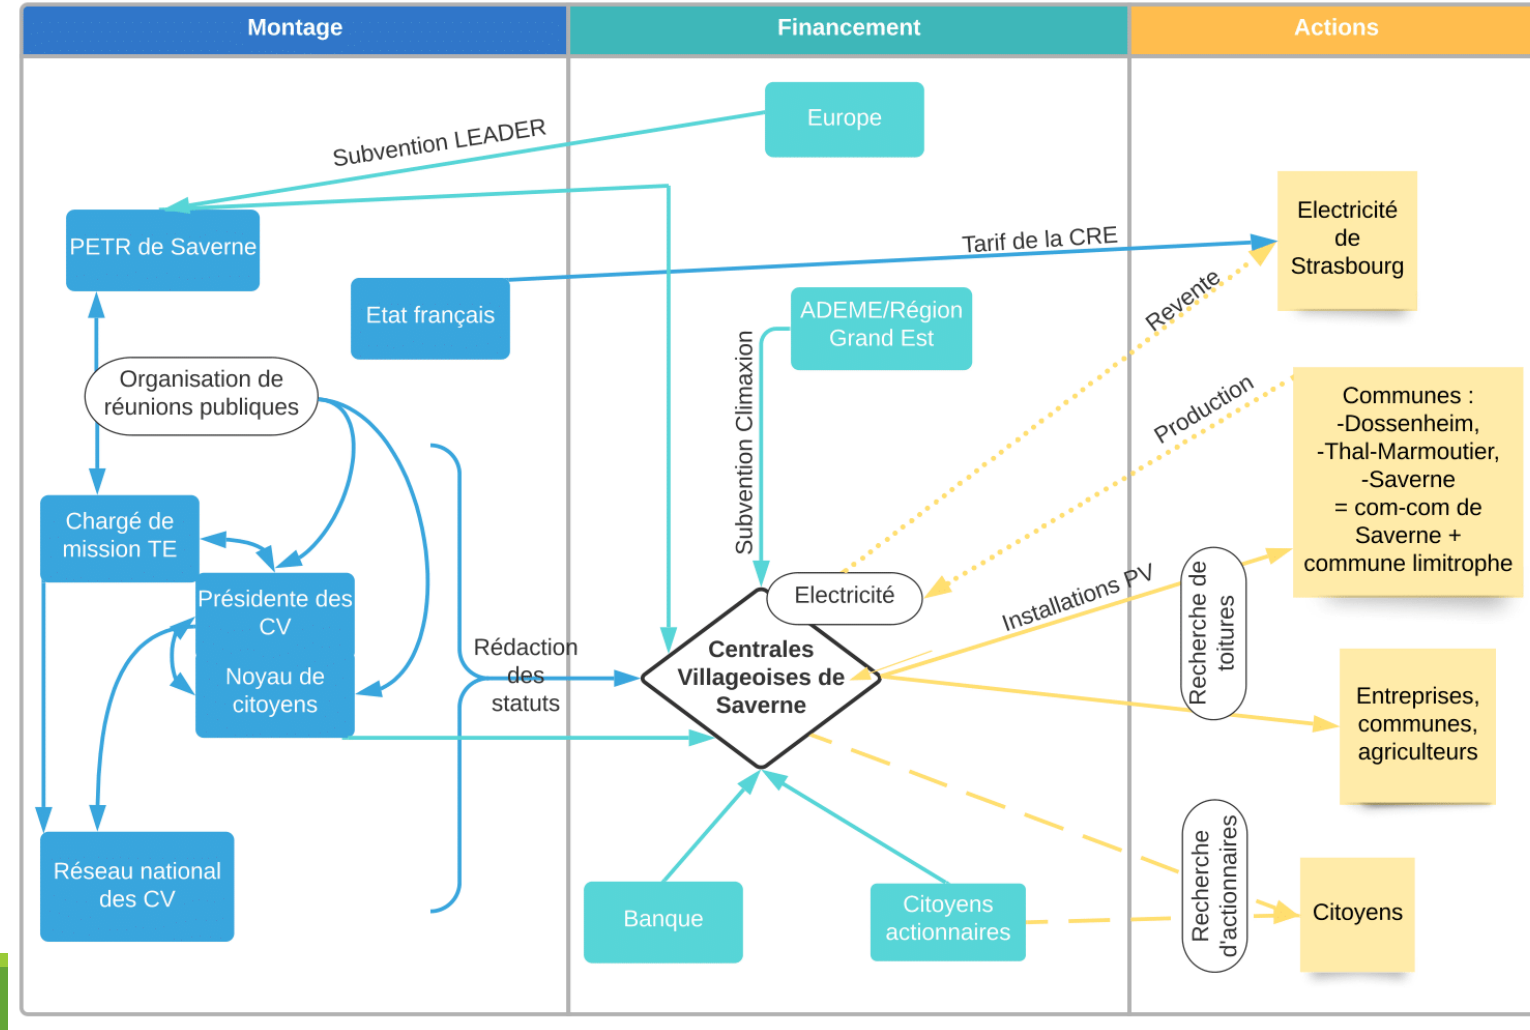 Montage
Financement
Actions
Europe
Subvention LEADER
PETR de Saverne
Electricité
de
Strasbourg
Tarif de la CRE
Etat français
ADEME/Région
Grand Est
Revente
Subvention Climaxion
Organisation de
réunions publiques
Production
Communes :
-Dossenheim,
-Thal-Marmoutier,
-Saverne
= com-com de
Saverne +
commune limitrophe
Chargé de
mission TE
Présidente des
CV
Noyau de
citoyens
Rédaction
des
statuts
Electricité
Centrales
Villageoises de
Saverne
Installations PV
Recherche de
toitures
Entreprises,
communes,
agriculteurs
Réseau national
des CV
Banque
Citoyens
actionnaires
Recherche
d'actionnaires
Citoyens